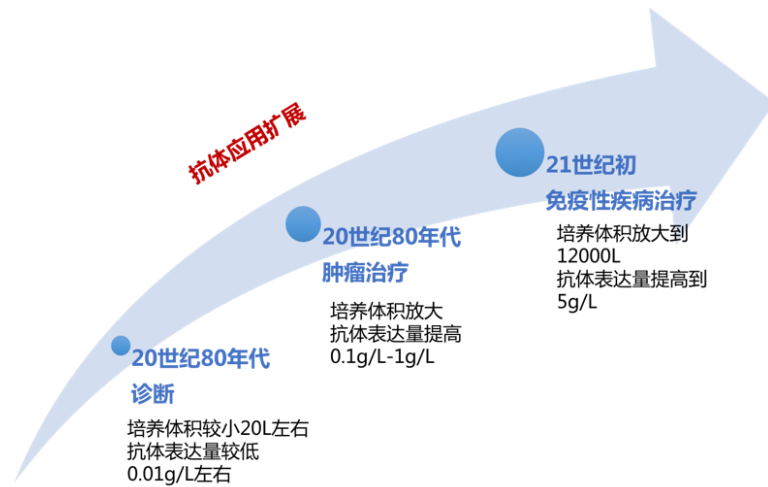 抗体应用扩展
21世纪初
免疫性疾病治疗
培养体积放大到
12000L
抗体表达量提高到
5g/L
20世纪80年代
肿瘤治疗
培养体积放大
抗体表达量提高
0.1g/L-1g/L
20世纪80年代
诊断
培养体积较小20L左右
抗体表达量较低
0.01g/L左右